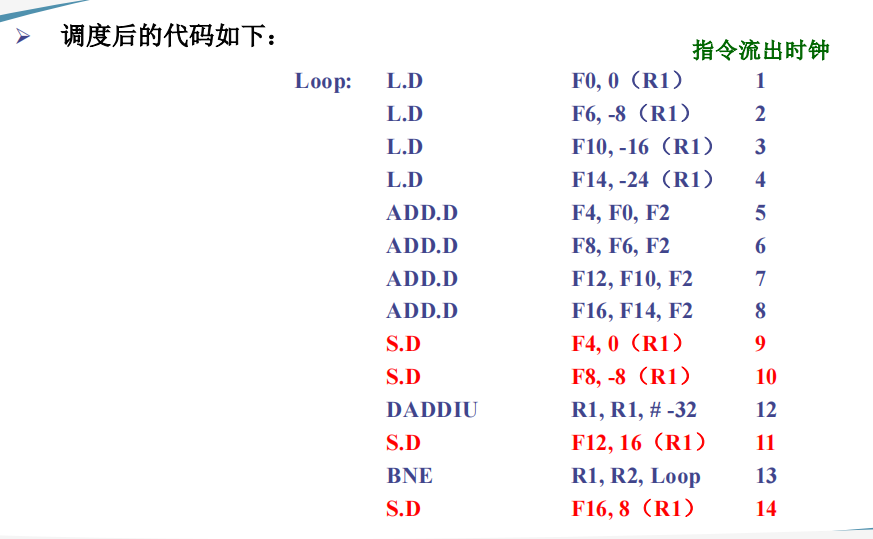 ➢ 调度后的代码如下:
指令流出时钟
Loop: L.D F0, 0（R1） 1
L.D F6, -8（R1） 2
L.D F10, -16（R1） 3
L.D F14, -24（R1） 4
ADD.D F4, F0, F2 5
ADD.D F8, F6, F2 6
ADD.D F12, F10, F2 7
ADD.D F16, F14, F2 8
S.D F4, 0（R1） 9
S.D F8, -8（R1） 10
DADDIU R1, R1, # -32 12
S.D F12, 16（R1） 11
BNE R1, R2, Loop 13
S.D F16, 8（R1） 14